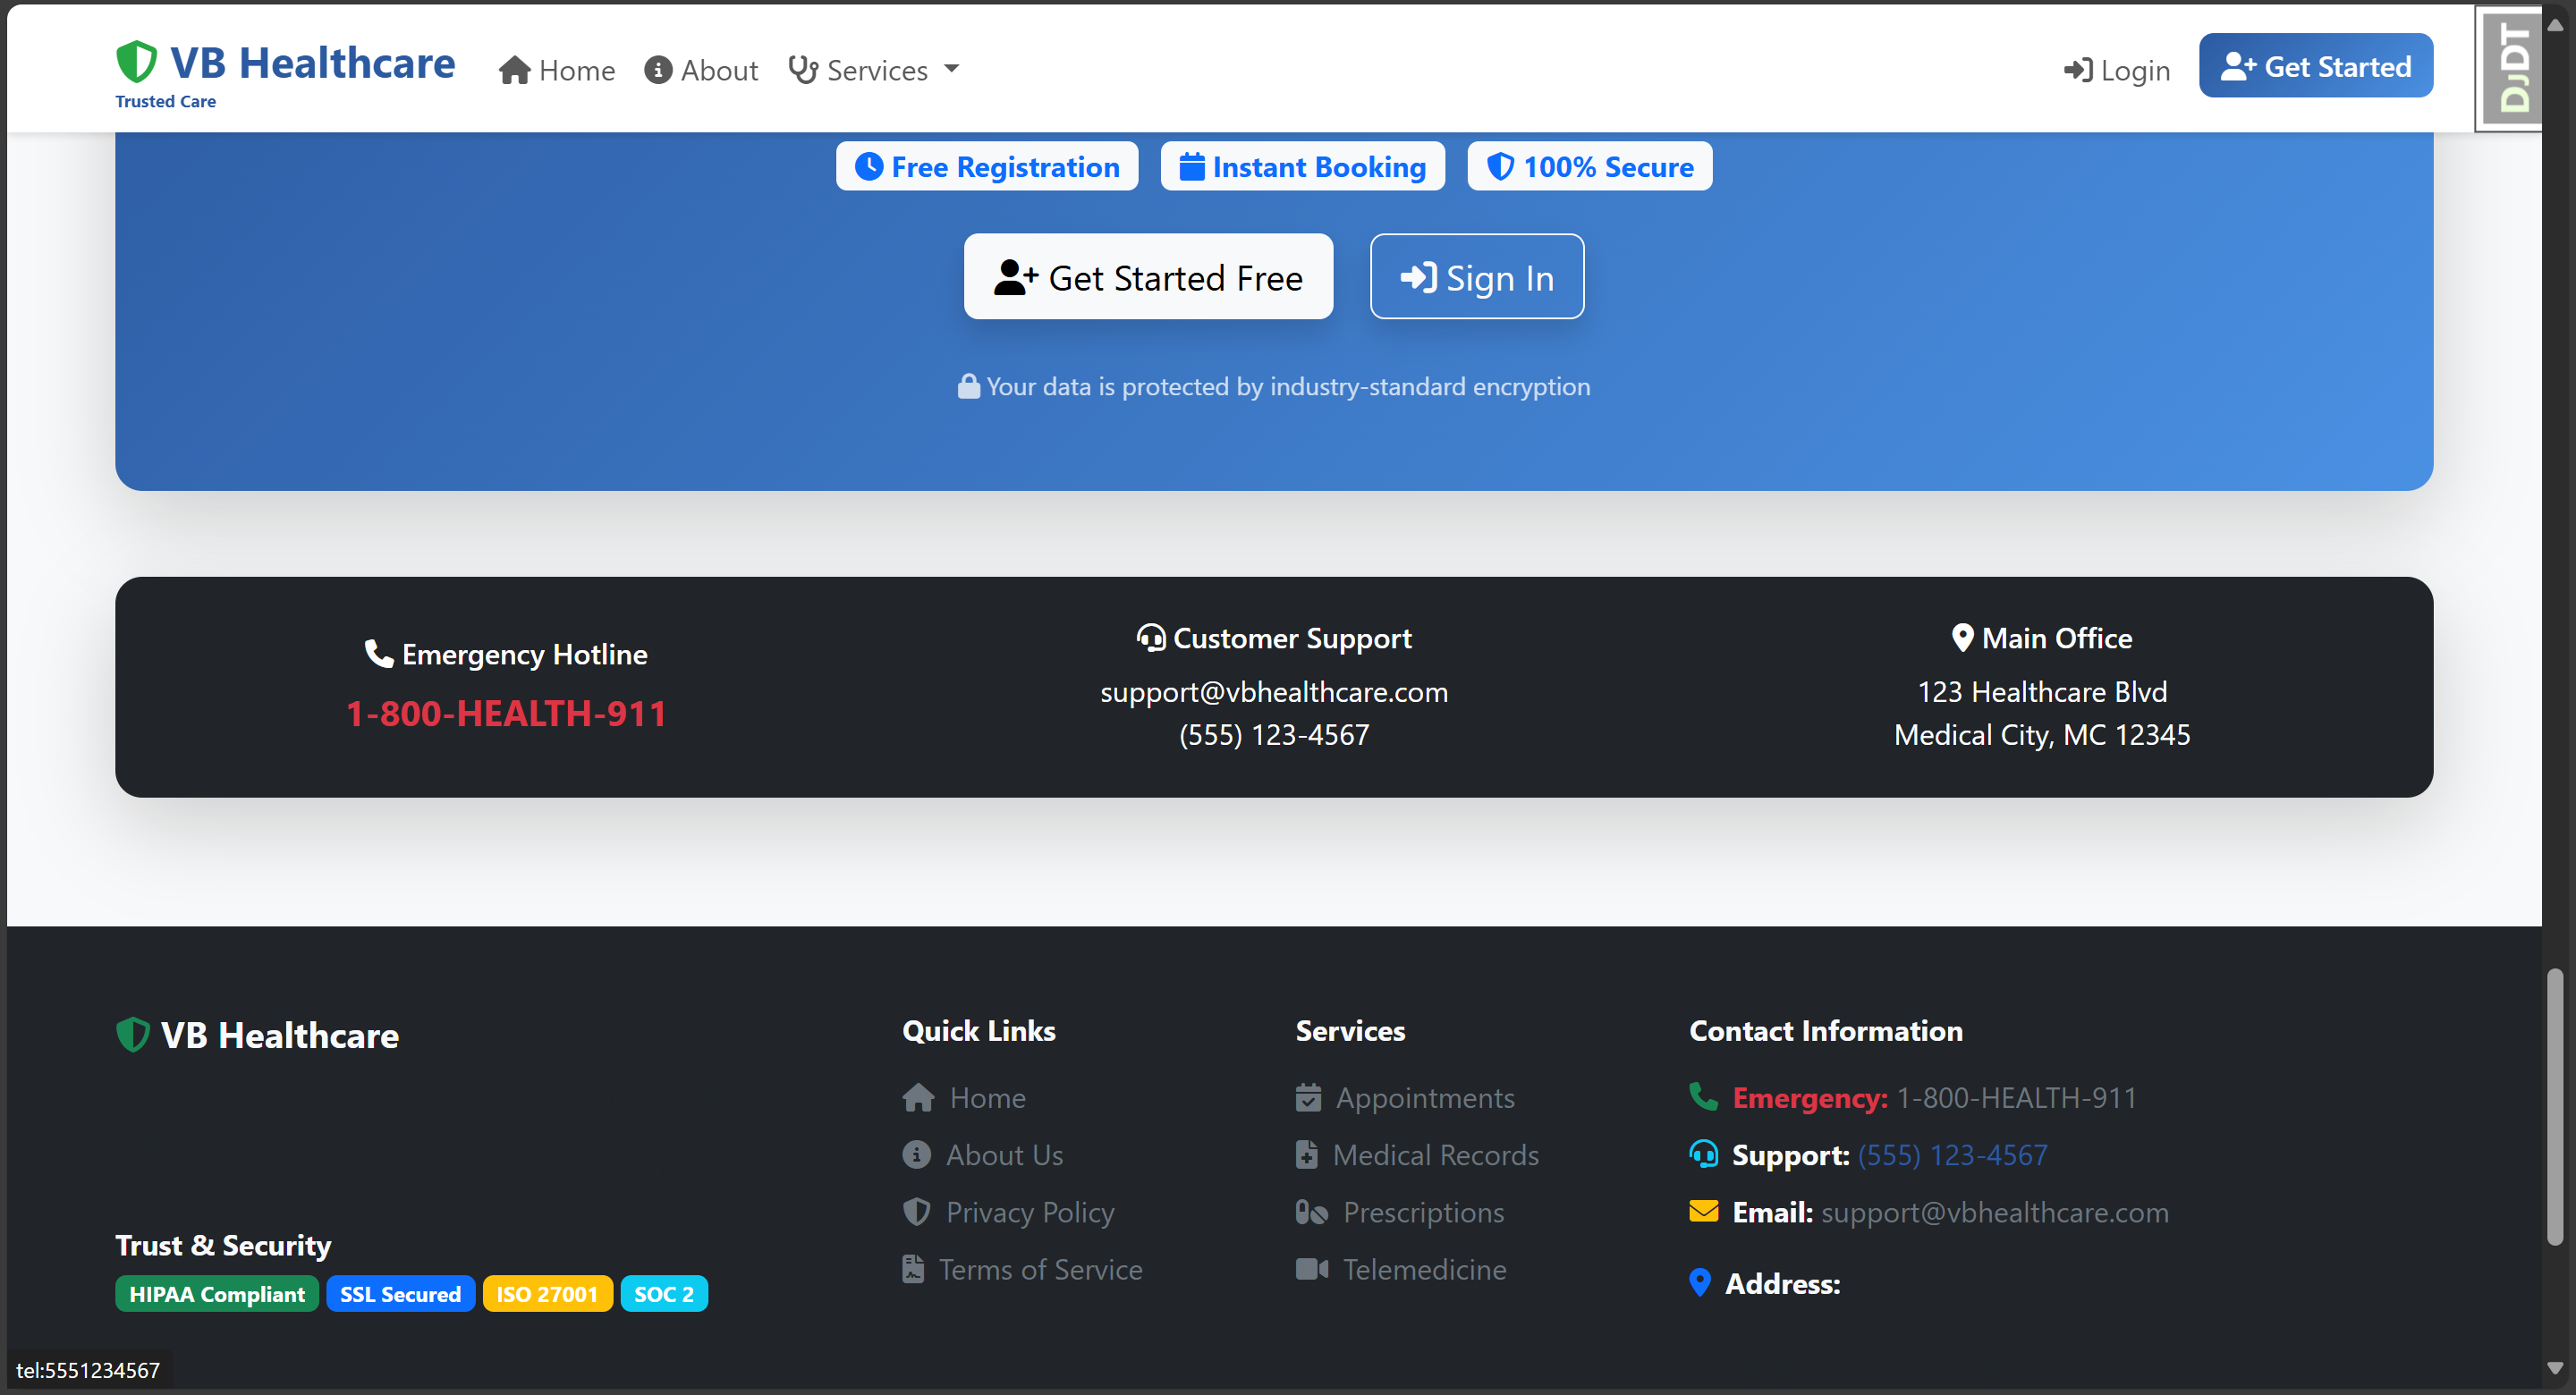 VB Healthcare
Trusted Care
Home
About
Services
Login
Get Started
DJDT
Free Registration
Instant Booking
100% Secure
Get Started Free
Sign In
Your data is protected by industry-standard encryption
Emergency Hotline
1-800-HEALTH-911
Customer Support
support@vbhealthcare.com
(555) 123-4567
Main Office
123 Healthcare Blvd
Medical City, MC 12345
VB Healthcare
Trust & Security
HIPAA Compliant
SSL Secured
ISO 27001
SOC 2
Quick Links
Home
About Us
Privacy Policy
Terms of Service
Services
Appointments
Medical Records
Prescriptions
Telemedicine
Contact Information
Emergency: 1-800-HEALTH-911
Support: (555) 123-4567
Email: support@vbhealthcare.com
Address:
tel:5551234567